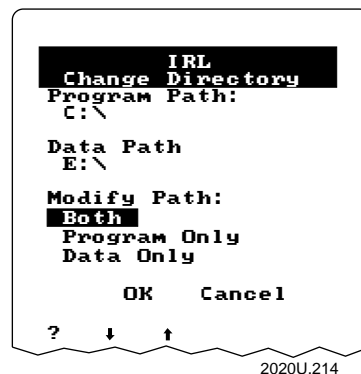 IRL
Change Directory
Program Path:
C:\
Data Path
E:\
Modify Path:
Both
Program Only
Data Only
OK Cancel
? ↓ ↑
2020U.214